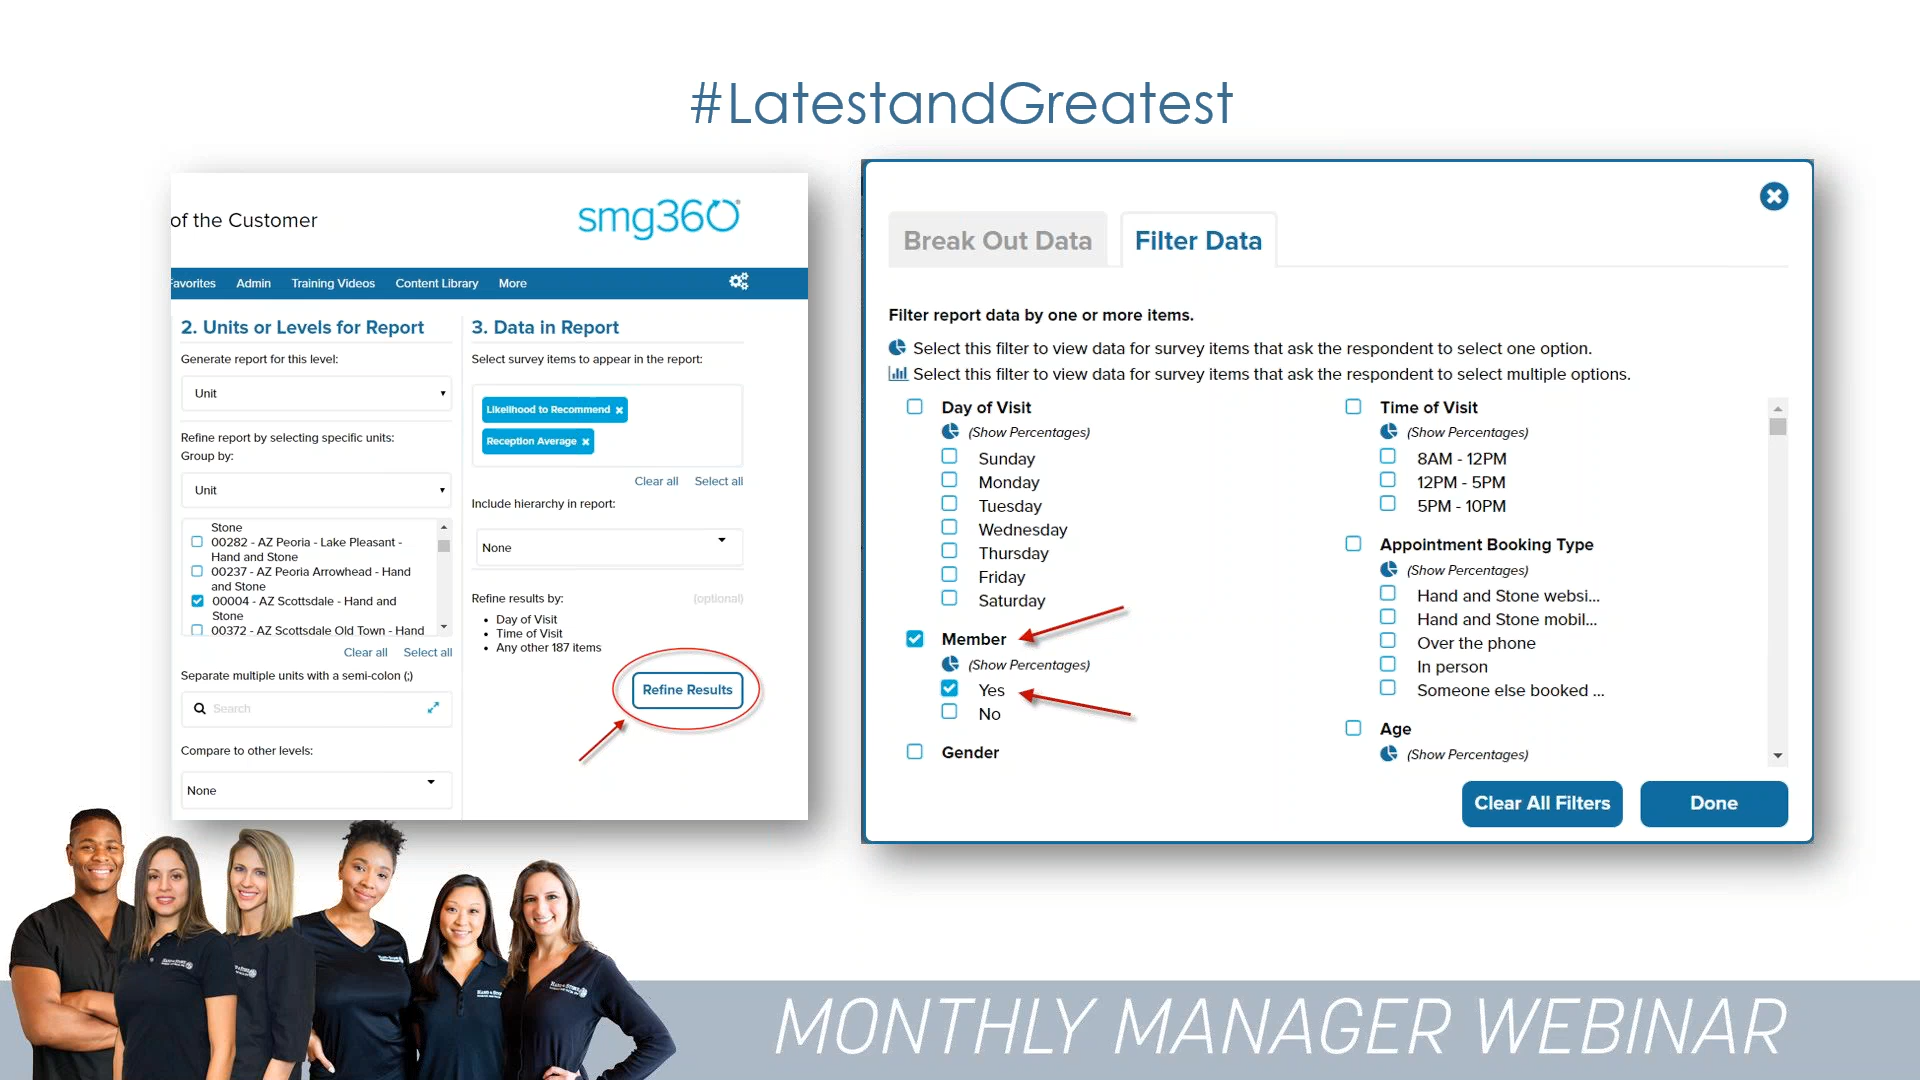 #LatestandGreatest
of the Customer
smg360
Favorites Admin Training Videos Content Library More
2. Units or Levels for Report
Generate report for this level:
Unit
Refine report by selecting specific units:
Group by:
Unit
Stone
00282 - AZ Peoria - Lake Pleasant -
Hand and Stone
00237 - AZ Peoria Arrowhead - Hand
and Stone
00004 - AZ Scottsdale - Hand and
Stone
00372 - AZ Scottsdale Old Town - Hand
Clear all Select all
Separate multiple units with a semi-colon (;)
Search
Compare to other levels:
None
3. Data in Report
Select survey items to appear in the report:
Likelihood to Recommend ×
Reception Average ×
Clear all Select all
Include hierarchy in report:
None
Refine results by: (optional)
• Day of Visit
• Time of Visit
• Any other 187 items
Refine Results
Break Out Data
Filter Data
Filter report data by one or more items.
Select this filter to view data for survey items that ask the respondent to select one option.
Select this filter to view data for survey items that ask the respondent to select multiple options.
Day of Visit
(Show Percentages)
Sunday
Monday
Tuesday
Wednesday
Thursday
Friday
Saturday
Member
(Show Percentages)
Yes
No
Gender
Time of Visit
(Show Percentages)
8AM - 12PM
12PM - 5PM
5PM - 10PM
Appointment Booking Type
(Show Percentages)
Hand and Stone websi...
Hand and Stone mobil...
Over the phone
In person
Someone else booked ...
Age
(Show Percentages)
Clear All Filters
Done
MONTHLY MANAGER WEBINAR